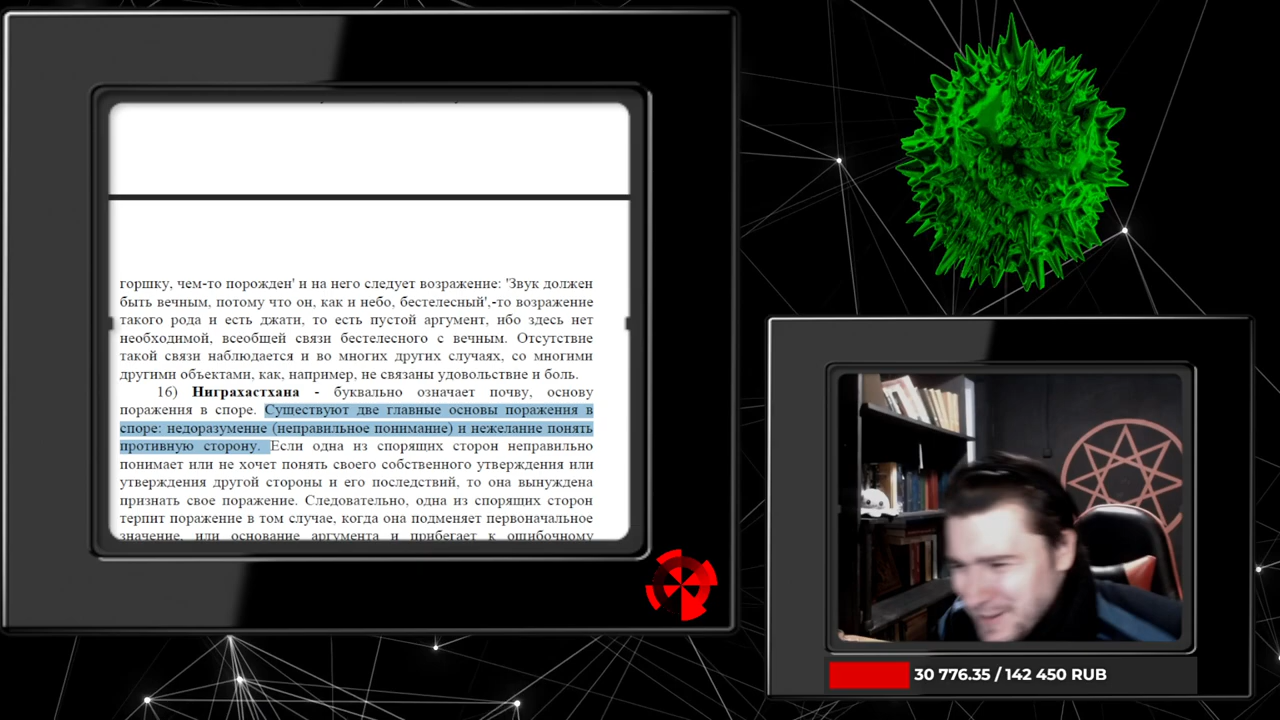 горшку, чем-то порожден' и на него следует возражение: 'Звук должен
быть вечным, потому что он, как и небо, бестелесный',-то возражение
такого рода и есть джати, то есть пустой аргумент, ибо здесь нет
необходимой, всеобщей связи бестелесного с вечным. Отсутствие
такой связи наблюдается и во многих других случаях, со многими
другими объектами, как, например, не связаны удовольствие и боль.
16) Ниграхастхана - буквально означает почву, основу
поражения в споре. Существуют две главные основы поражения в
споре: недоразумение (неправильное понимание) и нежелание понять
противную сторону. Если одна из спорящих сторон неправильно
понимает или не хочет понять своего собственного утверждения или
утверждения другой стороны и его последствий, то она вынуждена
признать свое поражение. Следовательно, одна из спорящих сторон
терпит поражение в том случае, когда она подменяет первоначальное
значение, или основание аргумента и прибегает к ошибочному
30 776.35 / 142 450 RUB